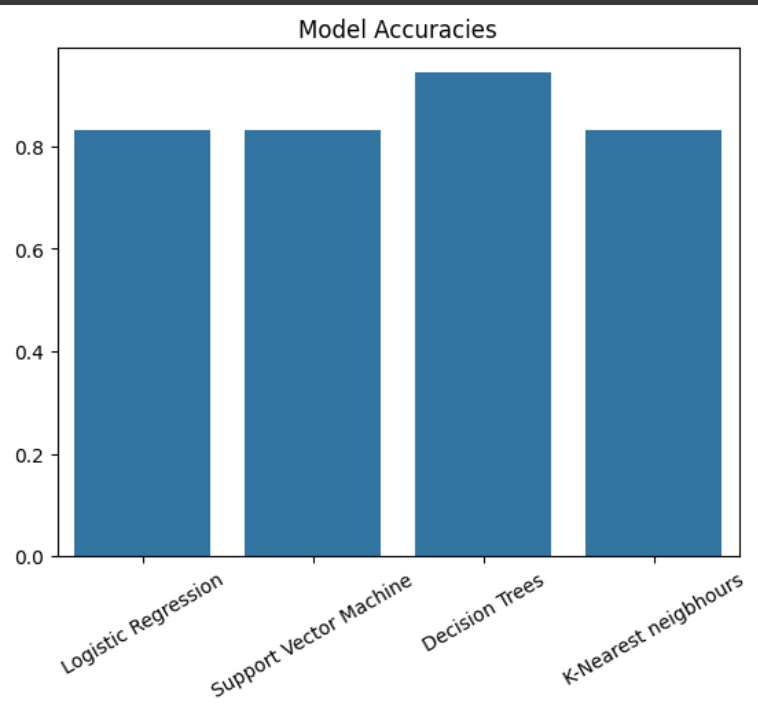 Model Accuracies
0.8
0.6
0.4
0.2
0.0
Logistic Regression
Support Vector Machine
Decision Trees
K-Nearest neigbhours